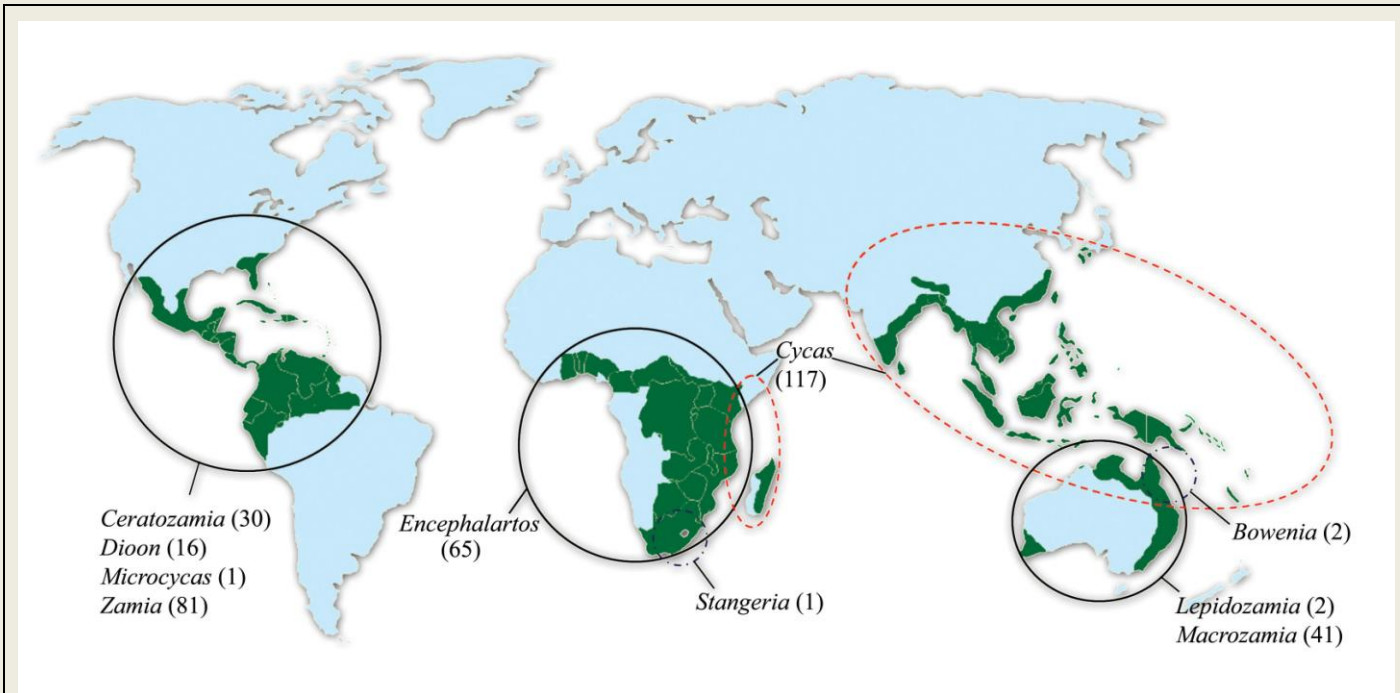 Cycas
(117)
Ceratozamia (30)
Dioon (16)
Microcycas (1)
Zamia (81)
Encephalartos
(65)
Stangeria (1)
Bowenia (2)
Lepidozamia (2)
Macrozamia (41)